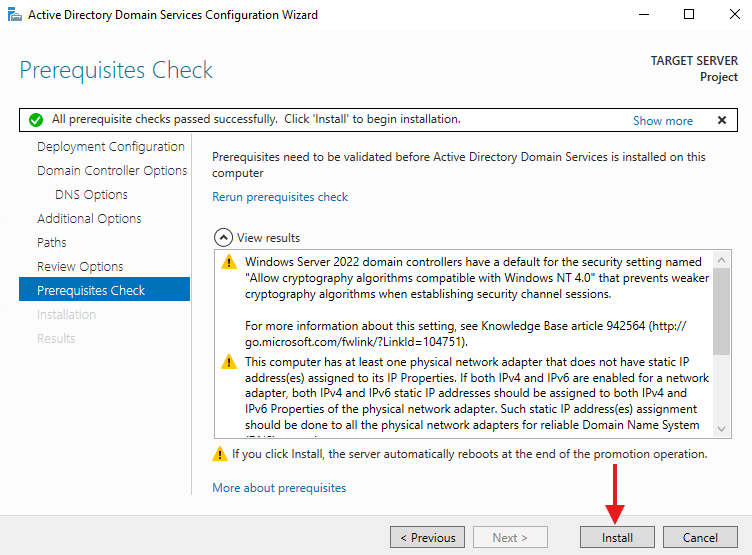 Active Directory Domain Services Configuration Wizard
Prerequisites Check
TARGET SERVER
Project
All prerequisite checks passed successfully. Click 'Install' to begin installation.
Show more
Deployment Configuration
Domain Controller Options
DNS Options
Additional Options
Paths
Review Options
Prerequisites Check
Installation
Results
Prerequisites need to be validated before Active Directory Domain Services is installed on this
computer
Rerun prerequisites check
View results
Windows Server 2022 domain controllers have a default for the security setting named
"Allow cryptography algorithms compatible with Windows NT 4.0" that prevents weaker
cryptography algorithms when establishing security channel sessions.
For more information about this setting, see Knowledge Base article 942564 (http://
go.microsoft.com/fwlink/?LinkId=104751).
This computer has at least one physical network adapter that does not have static IP
address(es) assigned to its IP Properties. If both IPv4 and IPv6 are enabled for a network
adapter, both IPv4 and IPv6 static IP addresses should be assigned to both IPv4 and
IPv6 Properties of the physical network adapter. Such static IP address(es) assignment
should be done to all the physical network adapters for reliable Domain Name System
If you click Install, the server automatically reboots at the end of the promotion operation.
More about prerequisites
< Previous
Next >
Install
Cancel